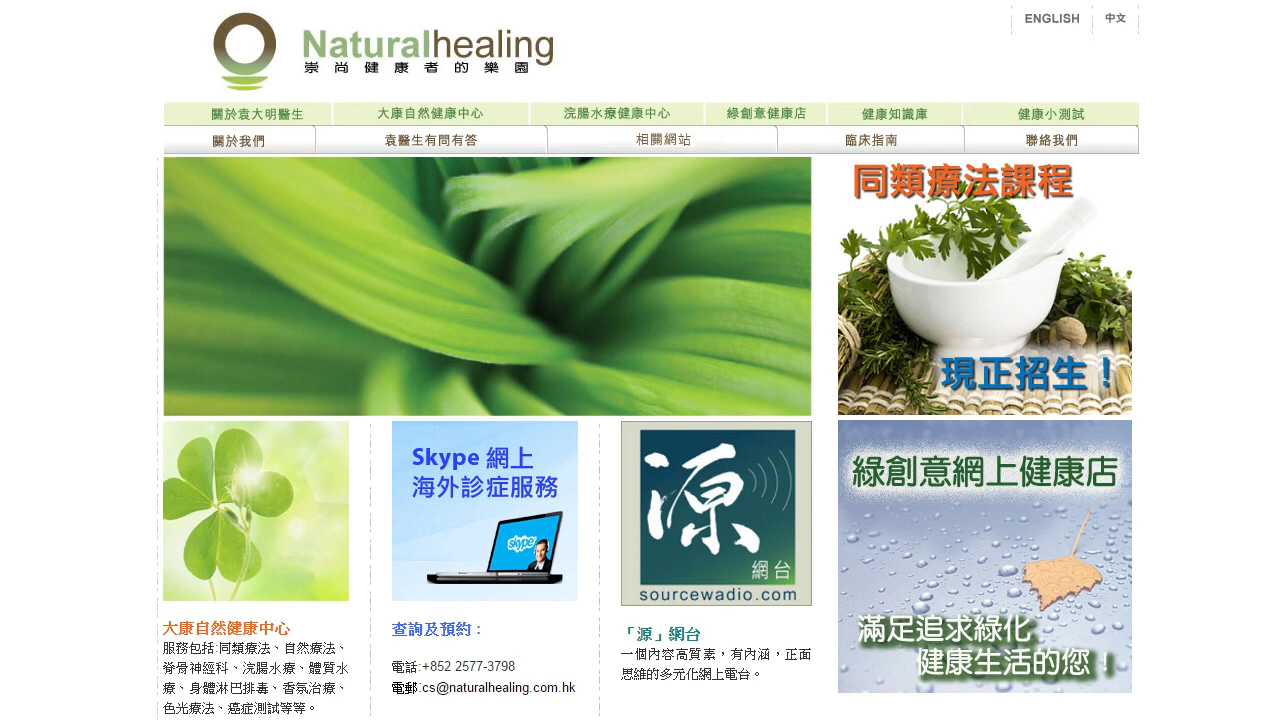 ENGLISH
中文
Naturalhealing
崇尚健康者的樂園
關於袁大明醫生
大康自然健康中心
浣腸水療健康中心
綠創意健康店
健康知識庫
健康小測試
關於我們
袁醫生有問有答
相關網站
臨床指南
聯絡我們
同類療法課程
現正招生！
Skype 網上
海外診症服務
skype
源
網台
sourcewadio.com
綠創意網上健康店
滿足追求綠化
健康生活的您！
大康自然健康中心
服務包括:同類療法、自然療法、
脊骨神經科、浣腸水療、體質水
療、身體淋巴排毒、香氛治療、
色光療法、癌症測試等等。
查詢及預約：
電話:+852 2577-3798
電郵:cs@naturalhealing.com.hk
「源」網台
一個內容高質素，有內涵，正面
思維的多元化網上電台。